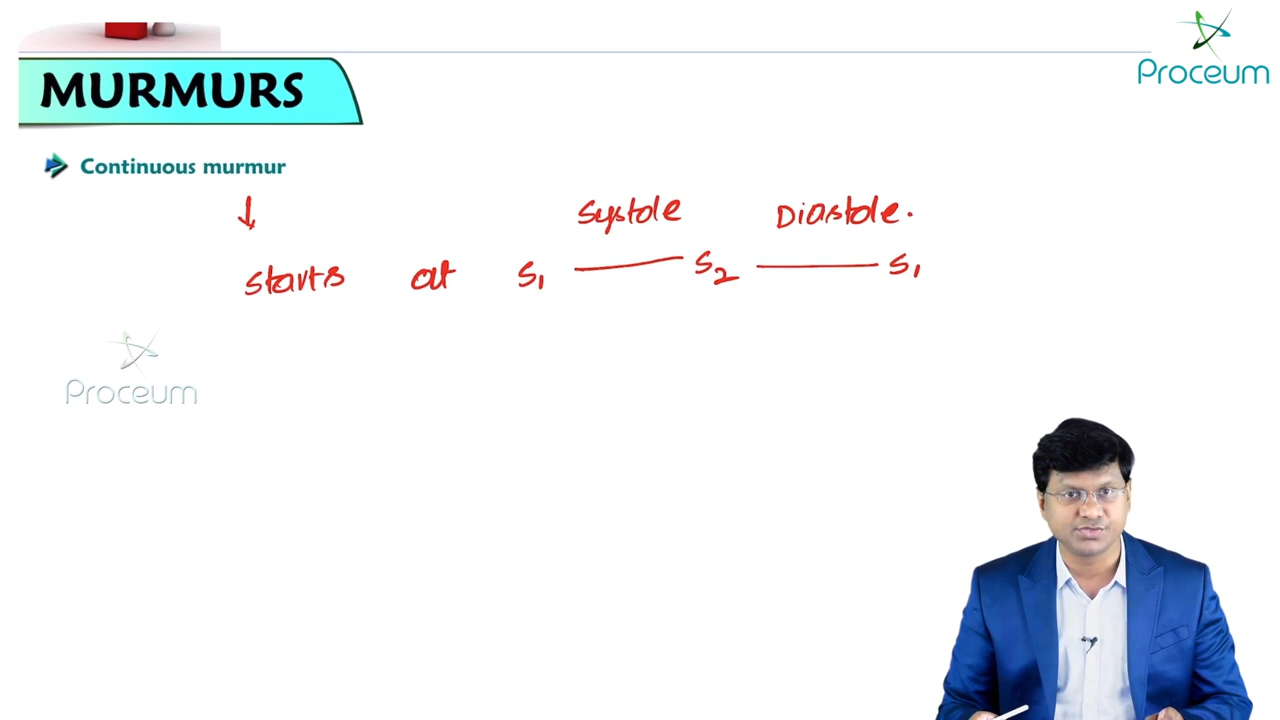 Proceum
MURMURS
Continuous murmur
Systole Diastole.
starts at S1 S2 S1
Proceum